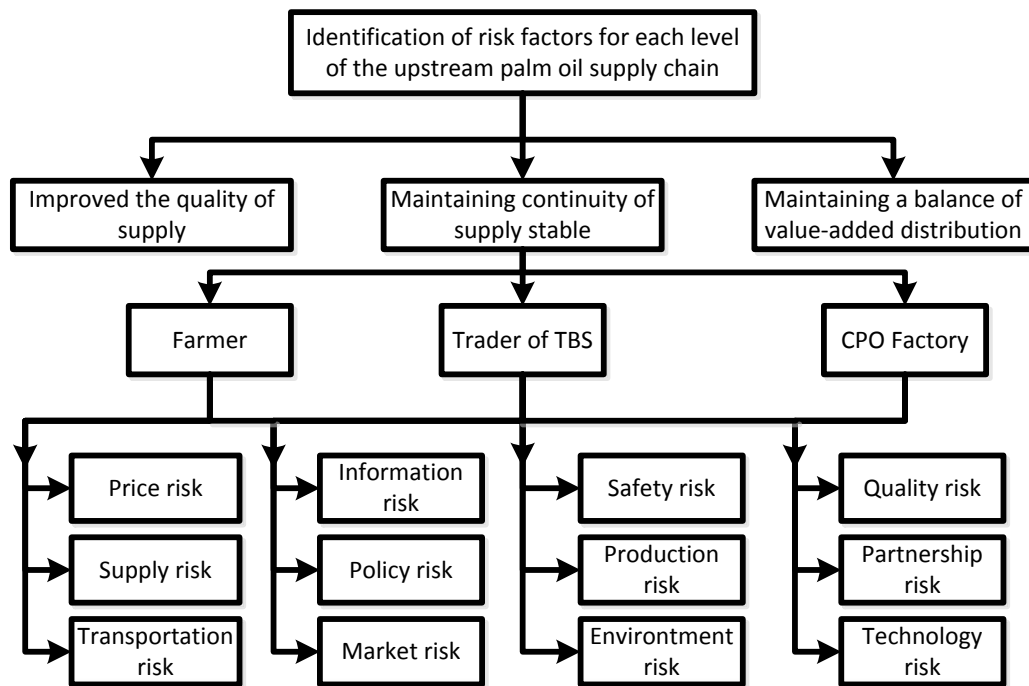 Identification of risk factors for each level
of the upstream palm oil supply chain
Improved the quality of
supply
Maintaining continuity of
supply stable
Maintaining a balance of
value-added distribution
Farmer
Trader of TBS
CPO Factory
Price risk
Supply risk
Transportation
risk
Information
risk
Policy risk
Market risk
Safety risk
Production
risk
Environtment
risk
Quality risk
Partnership
risk
Technology
risk